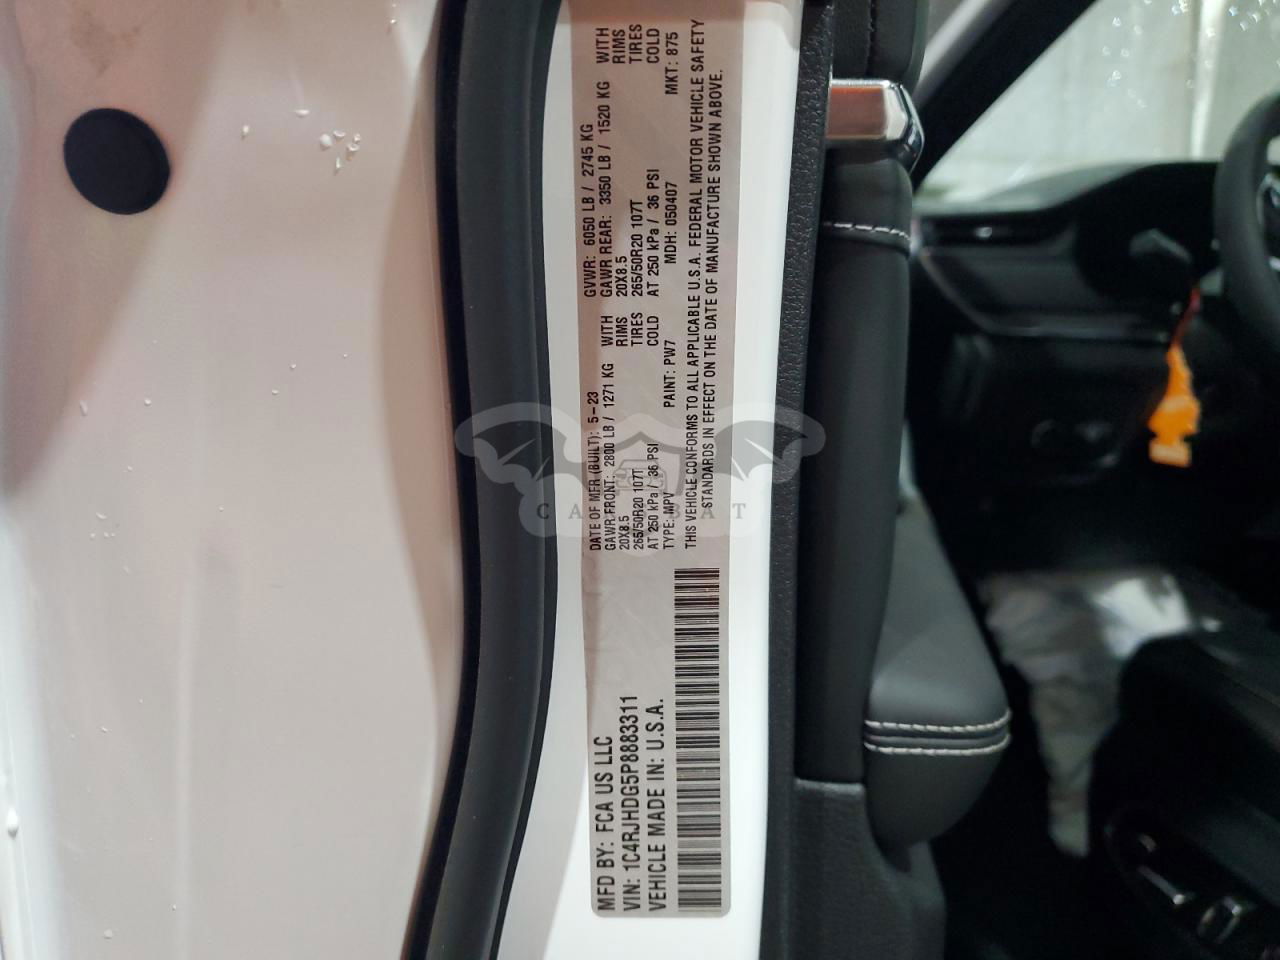 MFD BY: FCA US LLC
VIN: 1C4RJHDG5P8883311
VEHICLE MADE IN: U.S.A.
DATE OF MFR (BUILT): 5-23 GVWR: 6050 LB / 2745 KG
GAWR FRONT: 2800 LB / 1271 KG WITH GAWR REAR: 3350 LB / 1520 KG WITH
20X8.5 RIMS 20X8.5 RIMS
265/50R20 107T TIRES 265/50R20 107T TIRES
AT 250 kPa / 36 PSI COLD AT 250 kPa / 36 PSI COLD
TYPE: MPV PAINT: PW7 MDH: 050407 MKT: 875
THIS VEHICLE CONFORMS TO ALL APPLICABLE U.S.A. FEDERAL MOTOR VEHICLE SAFETY
STANDARDS IN EFFECT ON THE DATE OF MANUFACTURE SHOWN ABOVE.
CAR BAT